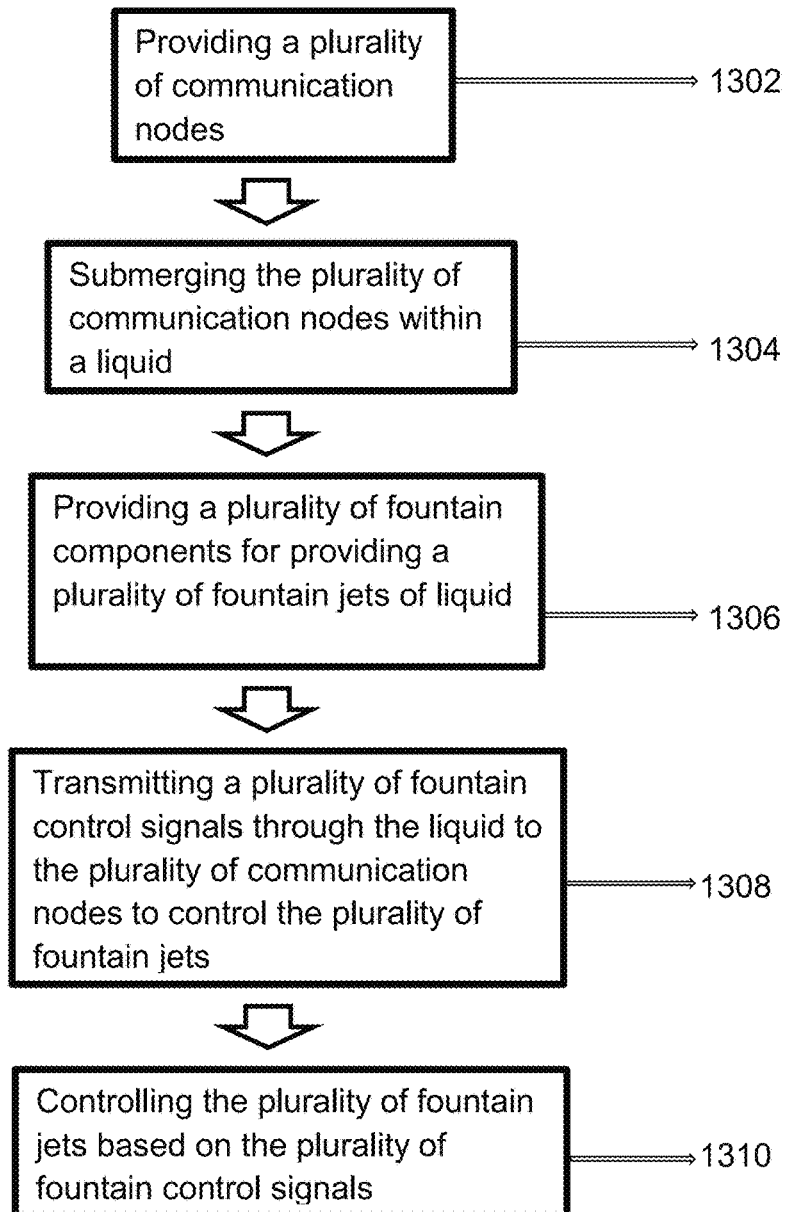 Providing a plurality
of communication
nodes
1302
Submerging the plurality of
communication nodes within
a liquid
1304
Providing a plurality of fountain
components for providing a
plurality of fountain jets of liquid
1306
Transmitting a plurality of fountain
control signals through the liquid to
the plurality of communication
nodes to control the plurality of
fountain jets
1308
Controlling the plurality of fountain
jets based on the plurality of
fountain control signals
1310